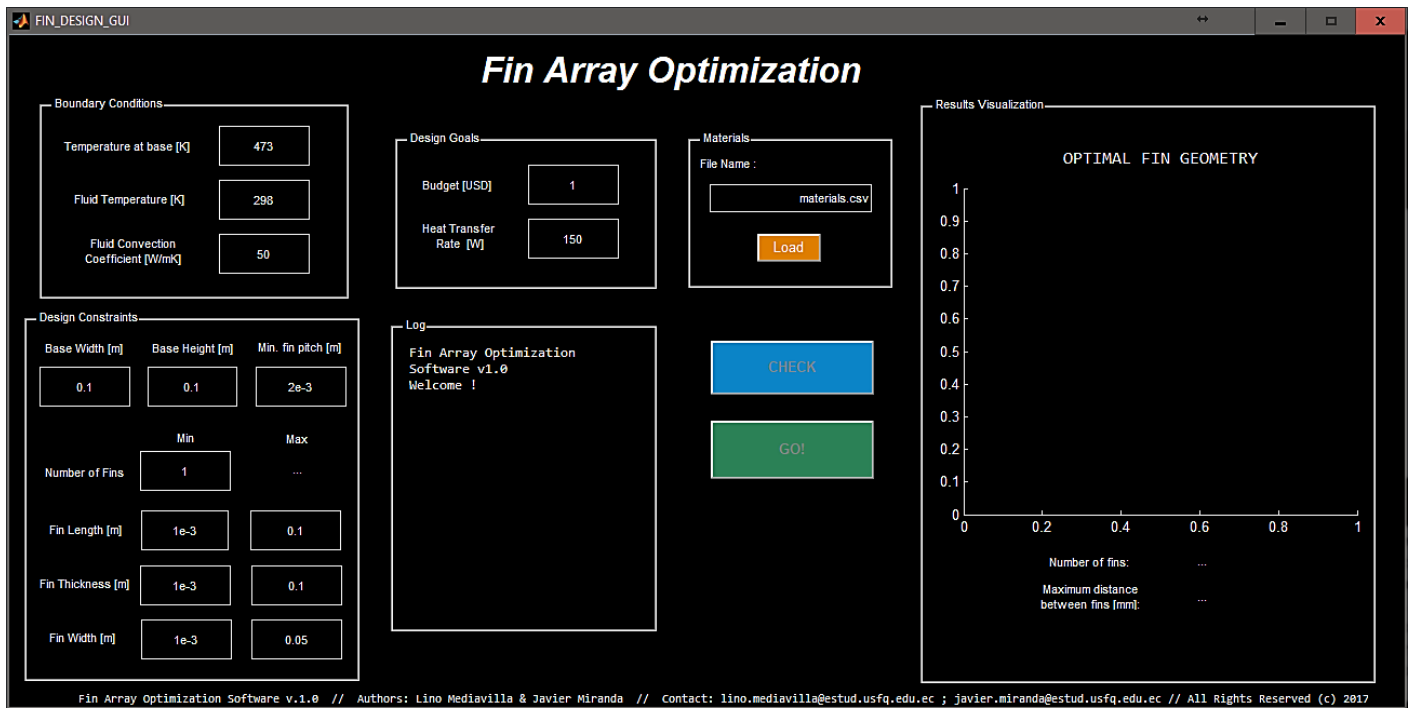 FIN_DESIGN_GUI
Fin Array Optimization
Boundary Conditions
Temperature at base [K]
473
Fluid Temperature [K]
298
Fluid Convection
Coefficient [W/mK]
50
Design Goals
Budget [USD]
1
Heat Transfer
Rate [W]
150
Materials
File Name :
materials.csv
Load
Design Constraints
Base Width [m]
Base Height [m]
Min. fin pitch [m]
0.1
0.1
2e-3
Min
Max
Number of Fins
1
...
Fin Length [m]
1e-3
0.1
Fin Thickness [m]
1e-3
0.1
Fin Width [m]
1e-3
0.05
Log
Fin Array Optimization
Software v1.0
Welcome !
CHECK
GO!
Results Visualization
OPTIMAL FIN GEOMETRY
1
0.9
0.8
0.7
0.6
0.5
0.4
0.3
0.2
0.1
0
0 0.2 0.4 0.6 0.8 1
Number of fins:
...
Maximum distance
between fins [mm]:
...
Fin Array Optimization Software v.1.0 // Authors: Lino Mediavilla & Javier Miranda // Contact: lino.mediavilla@estud.usfq.edu.ec ; javier.miranda@estud.usfq.edu.ec // All Rights Reserved (c) 2017